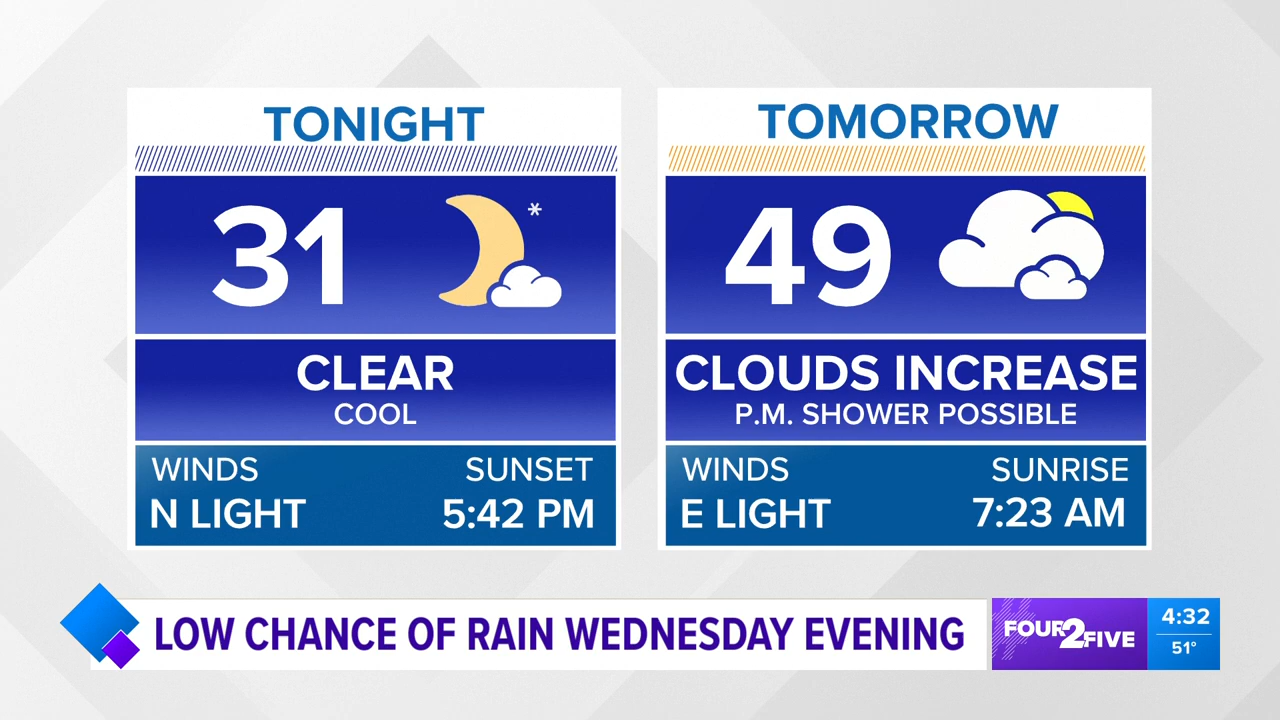 TONIGHT
31
CLEAR
COOL
WINDS
SUNSET
N LIGHT
5:42 PM
TOMORROW
49
CLOUDS INCREASE
P.M. SHOWER POSSIBLE
WINDS
SUNRISE
E LIGHT
7:23 AM
LOW CHANCE OF RAIN WEDNESDAY EVENING
FOUR2FIVE
4:32
51°